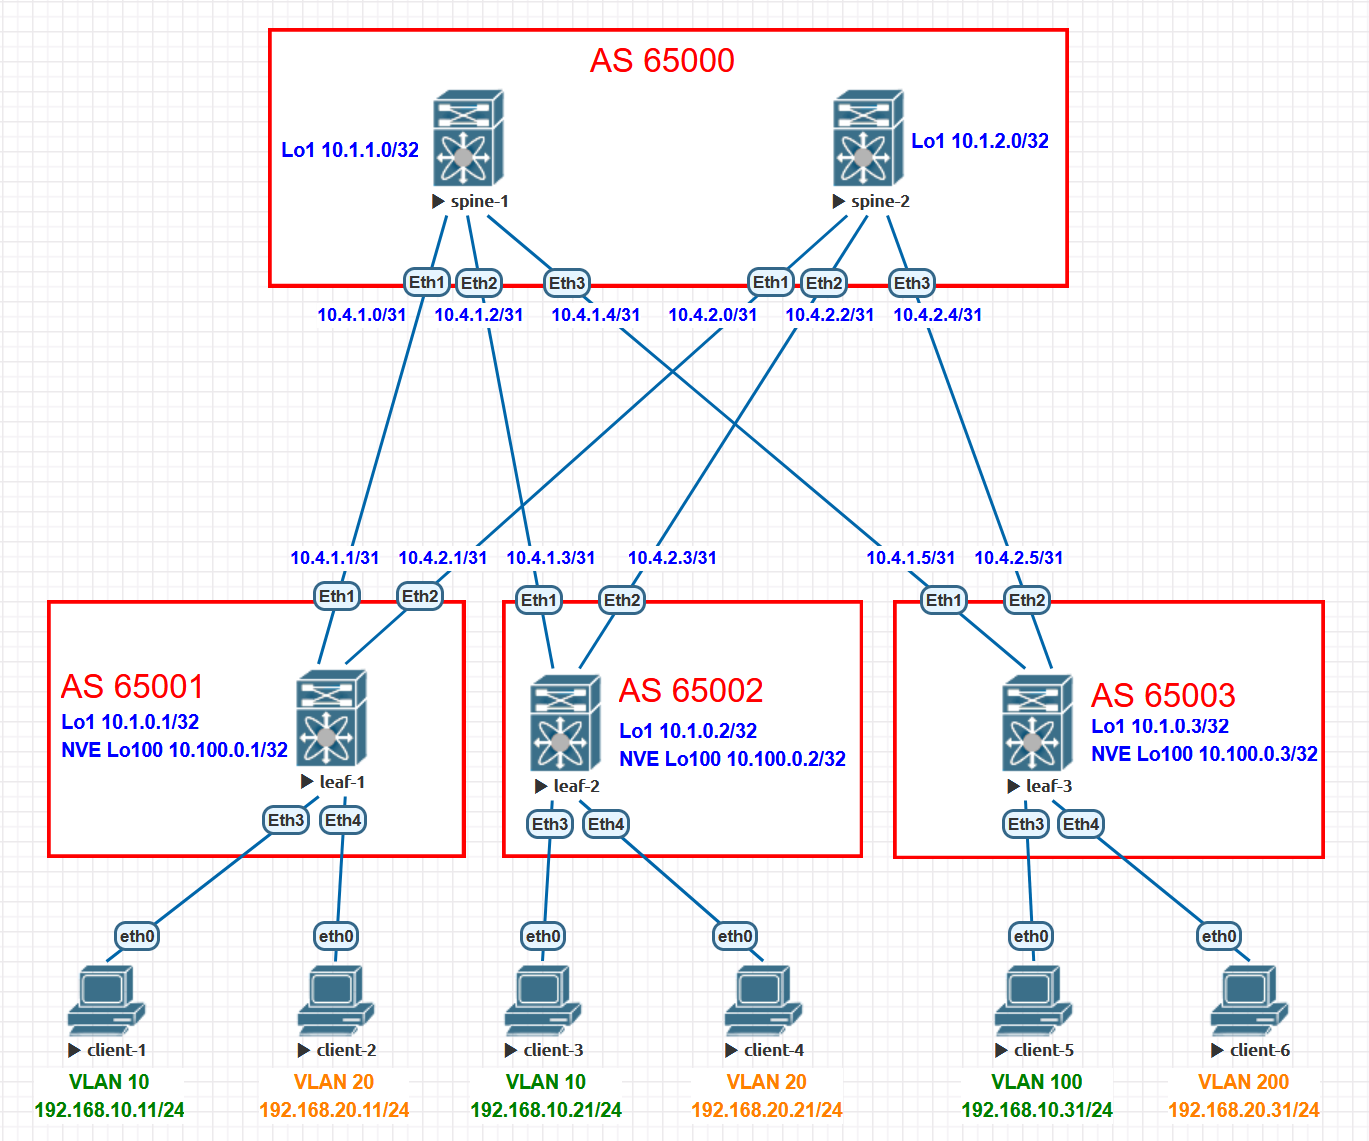 AS 65000
Lo1 10.1.1.0/32
Lo1 10.1.2.0/32
spine-1
spine-2
Eth1
Eth2
Eth3
Eth1
Eth2
Eth3
10.4.1.0/31
10.4.1.2/31
10.4.1.4/31
10.4.2.0/31
10.4.2.2/31
10.4.2.4/31
10.4.1.1/31
10.4.2.1/31
10.4.1.3/31
10.4.2.3/31
10.4.1.5/31
10.4.2.5/31
Eth1
Eth2
Eth1
Eth2
Eth1
Eth2
AS 65001
Lo1 10.1.0.1/32
NVE Lo100 10.100.0.1/32
leaf-1
Eth3
Eth4
AS 65002
Lo1 10.1.0.2/32
NVE Lo100 10.100.0.2/32
leaf-2
Eth3
Eth4
AS 65003
Lo1 10.1.0.3/32
NVE Lo100 10.100.0.3/32
leaf-3
Eth3
Eth4
eth0
eth0
eth0
eth0
eth0
eth0
client-1
VLAN 10
192.168.10.11/24
client-2
VLAN 20
192.168.20.11/24
client-3
VLAN 10
192.168.10.21/24
client-4
VLAN 20
192.168.20.21/24
client-5
VLAN 100
192.168.10.31/24
client-6
VLAN 200
192.168.20.31/24